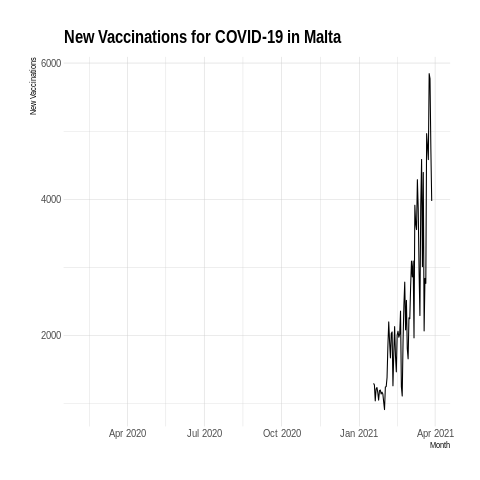 New Vaccinations for COVID-19 in Malta
New Vaccinations
6000
4000
2000
Apr 2020 Jul 2020 Oct 2020 Jan 2021 Apr 2021
Month